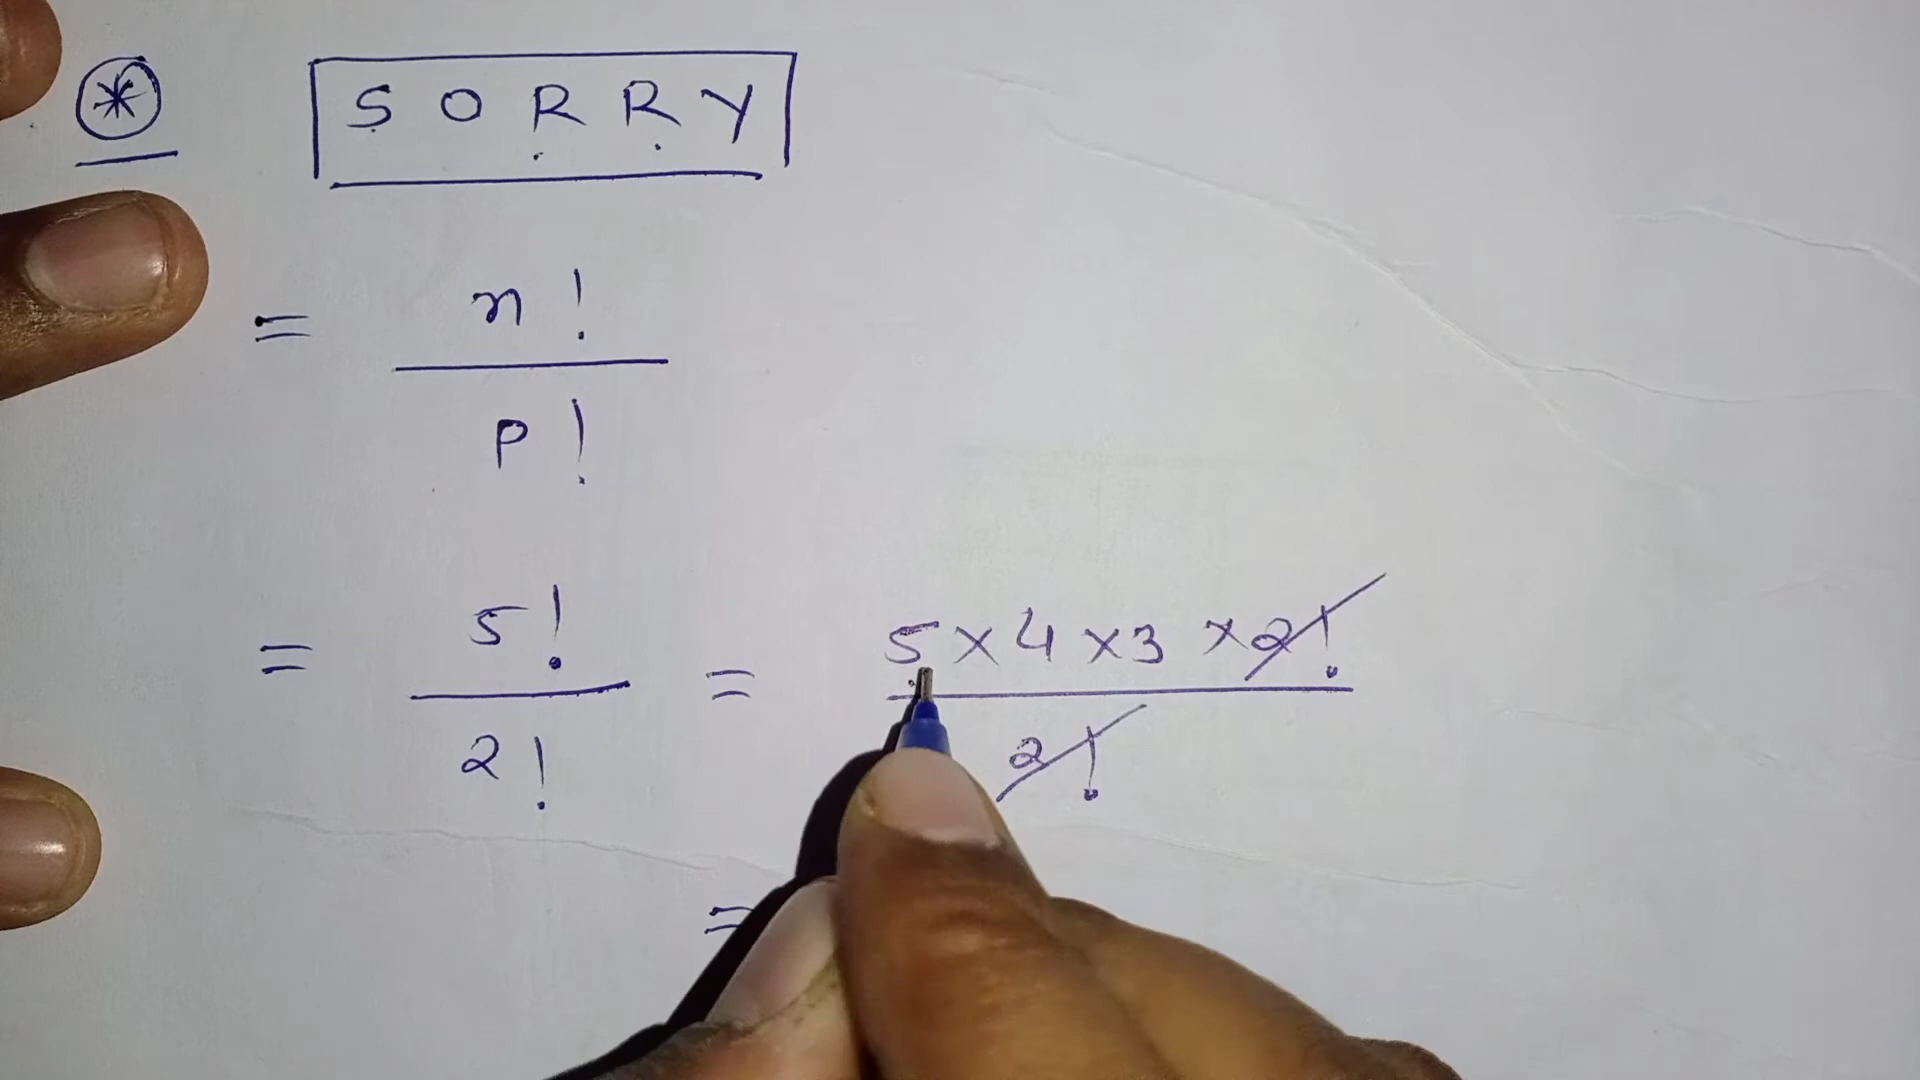 * SORRY
= n!
p!
= 5! = 5 × 4 × 3 × 2!
2! 2!
=